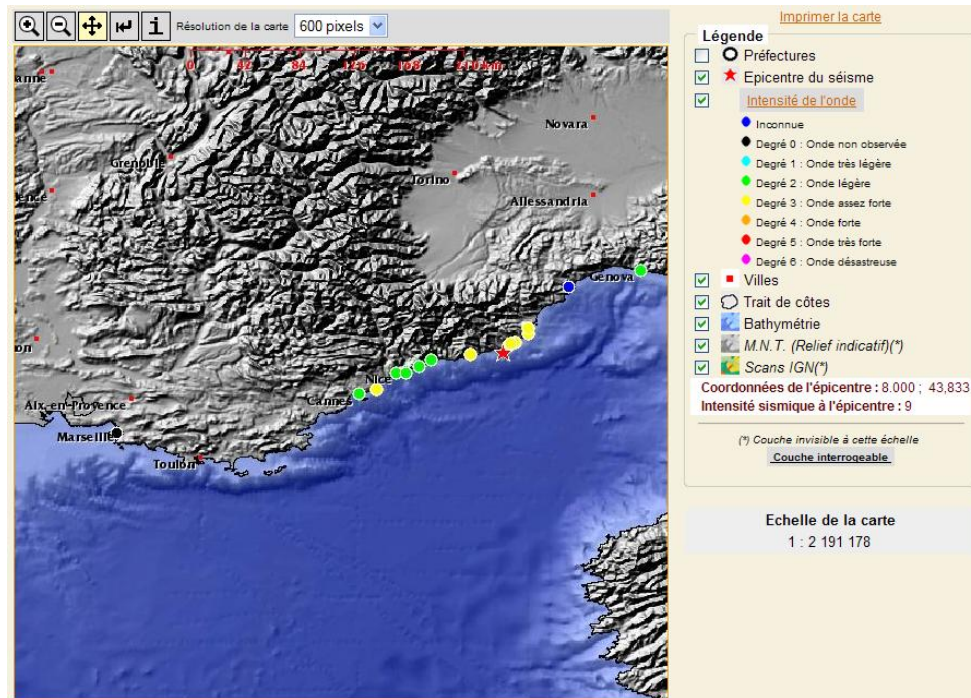 Résolution de la carte 600 pixels
Imprimer la carte
Légende
Préfectures
Epicentre du séisme
Intensité de l'onde
Inconnue
Degré 0 : Onde non observée
Degré 1 : Onde très légère
Degré 2 : Onde légère
Degré 3 : Onde assez forte
Degré 4 : Onde forte
Degré 5 : Onde très forte
Degré 6 : Onde désastreuse
Villes
Trait de côtes
Bathymétrie
M.N.T. (Relief indicatif)(*)
Scans IGN(*)
Coordonnées de l'épicentre : 8.000 ; 43,833
Intensité sismique à l'épicentre : 9
(*) Couche invisible à cette échelle
Couche interrogeable
Echelle de la carte
1 : 2 191 178
0 42 84 126 168 210 km
Novara
Grenoble
Torino
Allessandria
Genova
Nice
Cannes
Aix-en-Provence
Marseille
Toulon